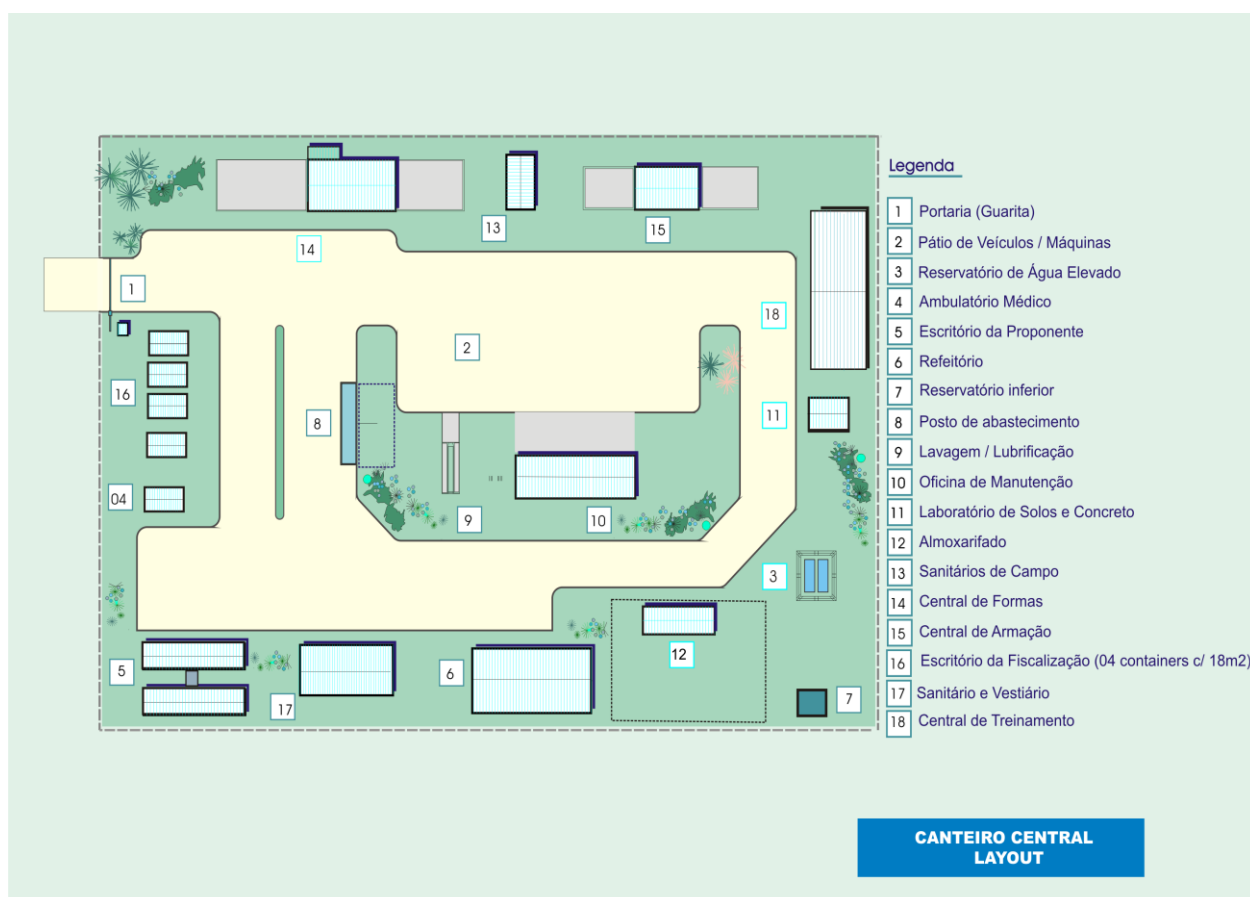 13
15
14
1
18
2
16
11
8
04
9
10
3
12
5
6
17
7
Legenda
1 Portaria (Guarita)
2 Pátio de Veículos / Máquinas
3 Reservatório de Água Elevado
4 Ambulatório Médico
5 Escritório da Proponente
6 Refeitório
7 Reservatório inferior
8 Posto de abastecimento
9 Lavagem / Lubrificação
10 Oficina de Manutenção
11 Laboratório de Solos e Concreto
12 Almoxarifado
13 Sanitários de Campo
14 Central de Formas
15 Central de Armação
16 Escritório da Fiscalização (04 containers c/ 18m2)
17 Sanitário e Vestiário
18 Central de Treinamento
CANTEIRO CENTRAL
LAYOUT